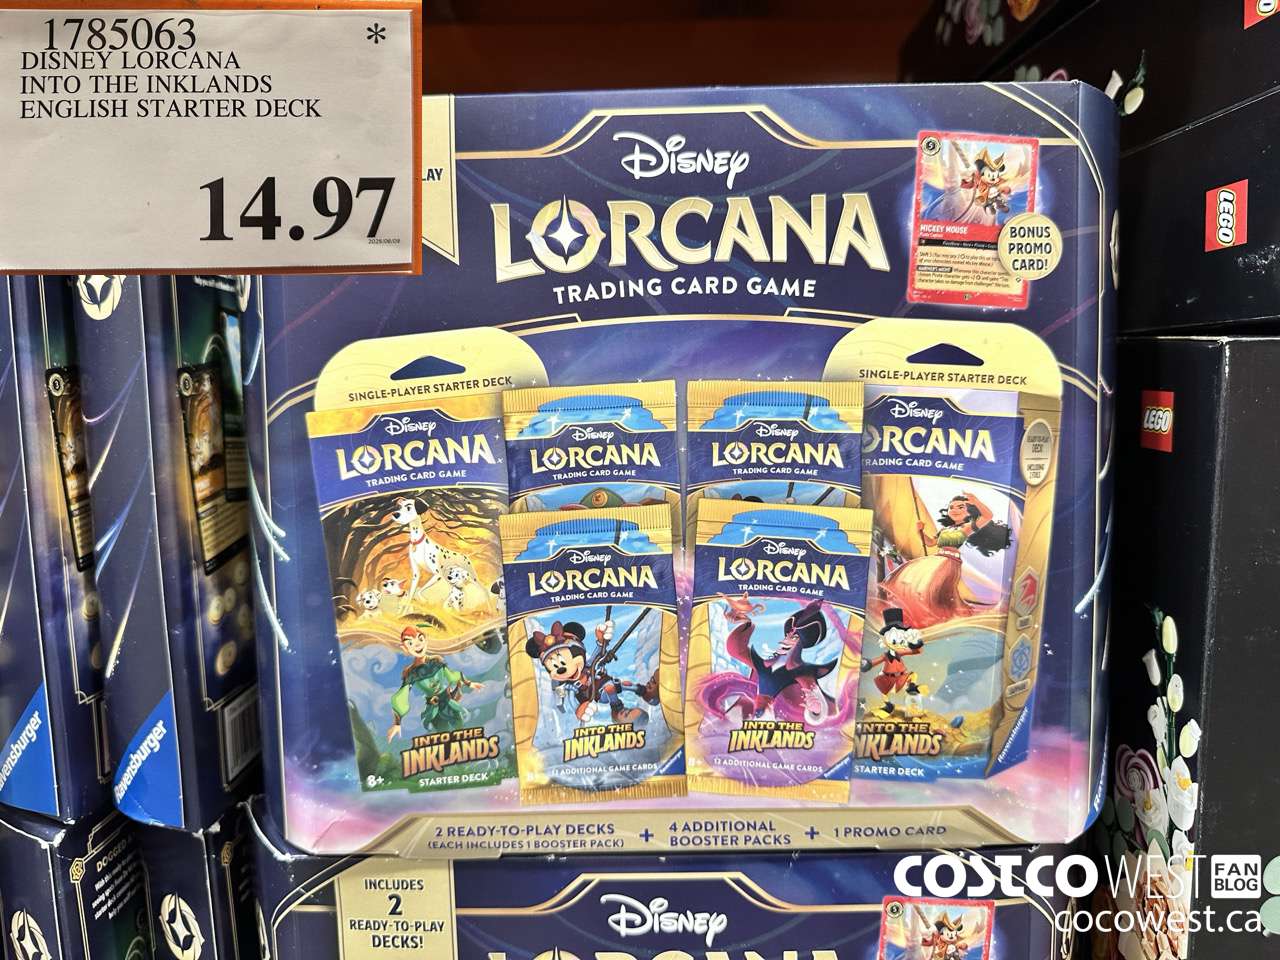 1785063 *
DISNEY LORCANA
INTO THE INKLANDS
ENGLISH STARTER DECK
14.97
LAY
Disney
LORCANA
TRADING CARD GAME
5
MICKEY MOUSE
BONUS
PROMO
CARD!
LEGO
LEGO
SINGLE-PLAYER STARTER DECK
SINGLE-PLAYER STARTER DECK
Disney
LORCANA
TRADING CARD GAME
Disney
LORCANA
TRADING CARD GAME
Disney
LORCANA
TRADING CARD GAME
Disney
ORCANA
RADING CARD GAME
Disney
LORCANA
TRADING CARD GAME
Disney
LORCANA
TRADING CARD GAME
INTO THE
INKLANDS
STARTER DECK
8+
INTO THE
INKLANDS
12 ADDITIONAL GAME CARDS
INTO THE
INKLANDS
12 ADDITIONAL GAME CARDS
INTO THE
INKLANDS
STARTER DECK
Ravensburger
Ravensburger
Ravensburger
2 READY-TO-PLAY DECKS
(EACH INCLUDES 1 BOOSTER PACK)
+
4 ADDITIONAL
BOOSTER PACKS
+
1 PROMO CARD
DOGGED
INCLUDES
2
READY-TO-PLAY
DECKS!
Disney
LORCANA
COSTCO WEST FAN
BLOG
cocowest.ca